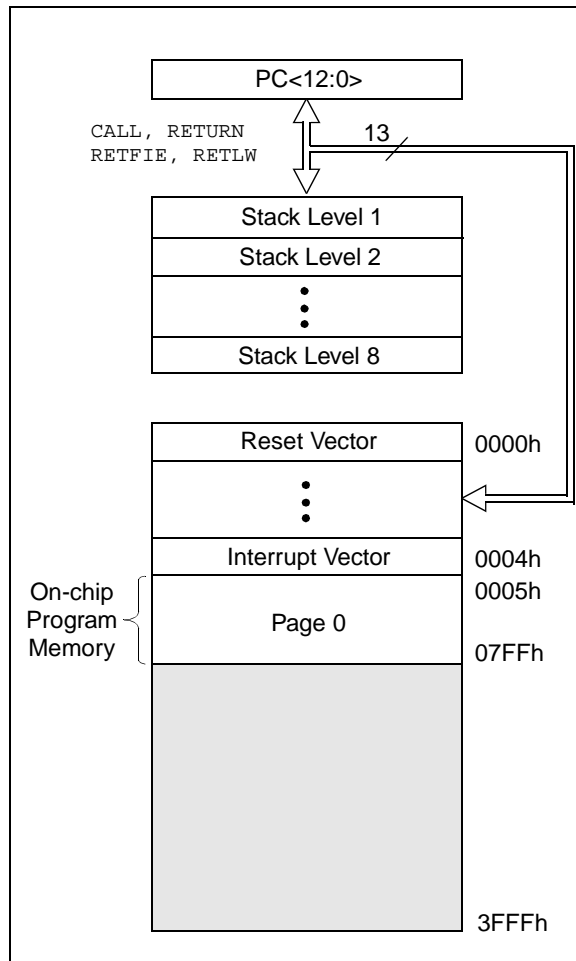 PC<12:0>
CALL, RETURN
RETFIE, RETLW
13
Stack Level 1
Stack Level 2
Stack Level 8
Reset Vector
0000h
Interrupt Vector
0004h
On-chip
Program
Memory
0005h
Page 0
07FFh
3FFFh